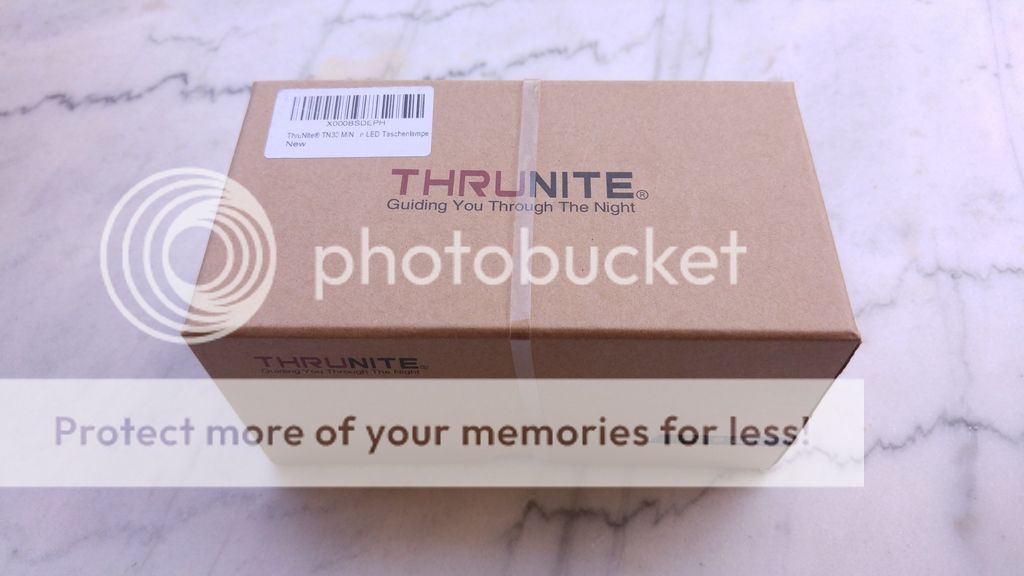 X000BSDEPH
ThruNite® TN30 MIN LED Taschenlampe
New
THRUNITE®
Guiding You Through The Night
photobucket
THRUNITE®
Guiding You Through The Night
Protect more of your memories for less!